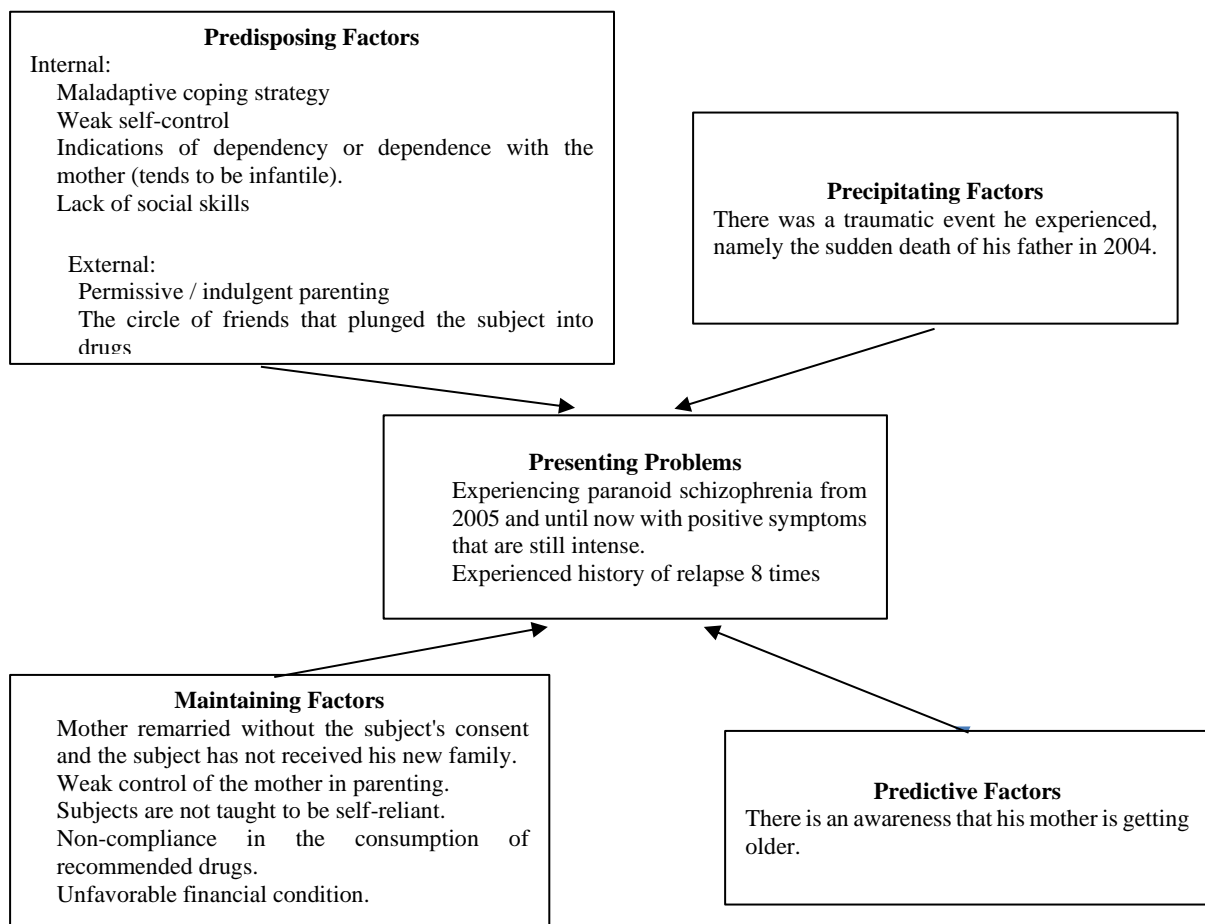 Predisposing Factors
Internal:
Maladaptive coping strategy
Weak self-control
Indications of dependency or dependence with the
mother (tends to be infantile).
Lack of social skills
External:
Permissive / indulgent parenting
The circle of friends that plunged the subject into
drugs
Precipitating Factors
There was a traumatic event he experienced,
namely the sudden death of his father in 2004.
Presenting Problems
Experiencing paranoid schizophrenia from
2005 and until now with positive symptoms
that are still intense.
Experienced history of relapse 8 times
Maintaining Factors
Mother remarried without the subject's consent
and the subject has not received his new family.
Weak control of the mother in parenting.
Subjects are not taught to be self-reliant.
Non-compliance in the consumption of
recommended drugs.
Unfavorable financial condition.
Predictive Factors
There is an awareness that his mother is getting
older.